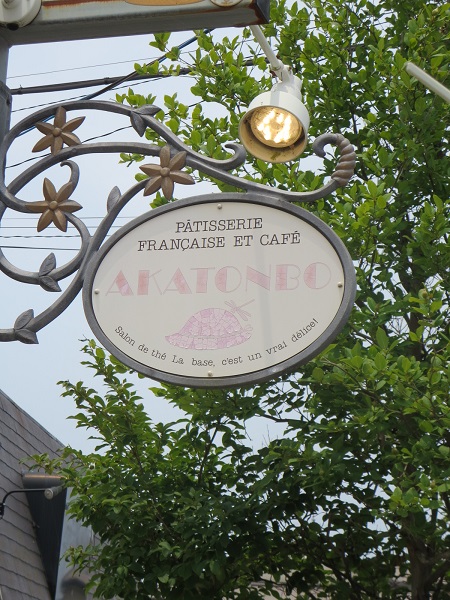 PÂTISSERIE
FRANÇAISE ET CAFÉ
AKATONBO
Salon de thé La base, c'est un vrai délice!